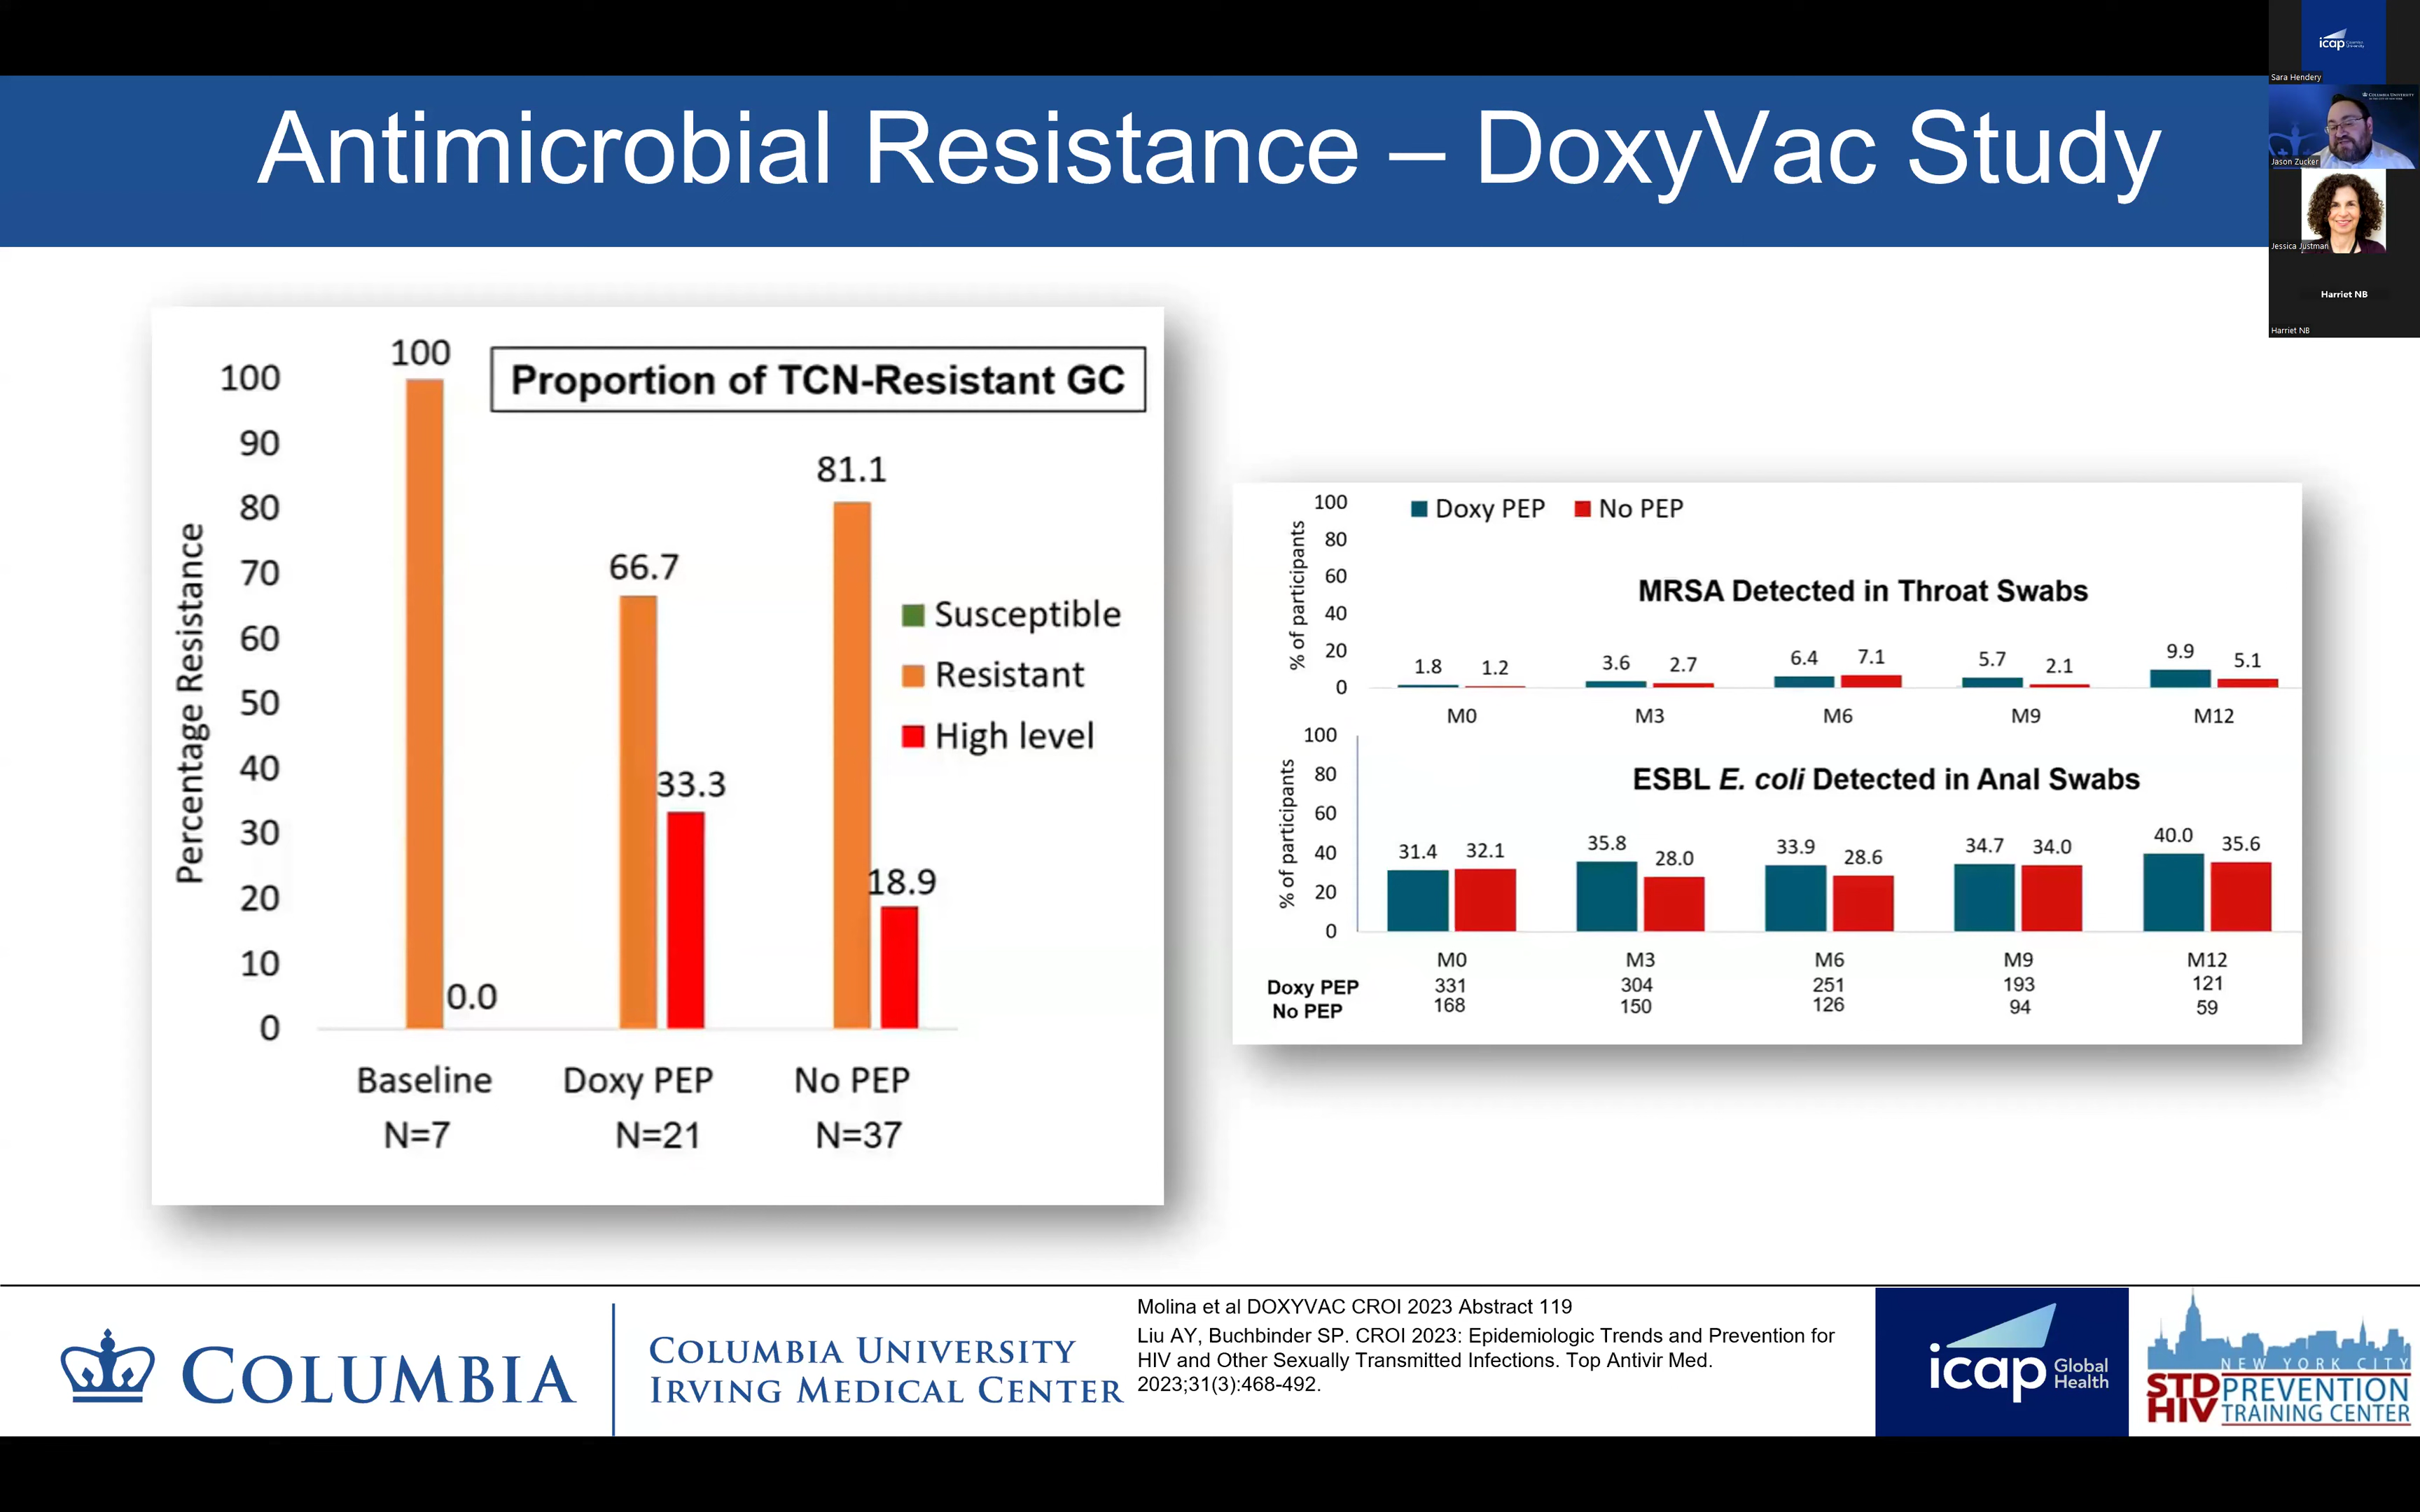 Antimicrobial Resistance – DoxyVac Study
icap
Sara Hendery
COLUMBIA UNIVERSITY
Jason Zucker
Jessica Justman
Harriet NB
Harriet NB
Proportion of TCN-Resistant GC
Percentage Resistance
100
90
80
70
60
50
40
30
20
10
0
100
0.0
66.7
33.3
81.1
18.9
Susceptible
Resistant
High level
Baseline Doxy PEP No PEP
N=7 N=21 N=37
Doxy PEP No PEP
MRSA Detected in Throat Swabs
% of participants
100
80
60
40
20
0
1.8 1.2 3.6 2.7 6.4 7.1 5.7 2.1 9.9 5.1
M0 M3 M6 M9 M12
ESBL E. coli Detected in Anal Swabs
% of participants
100
80
60
40
20
0
31.4 32.1 35.8 28.0 33.9 28.6 34.7 34.0 40.0 35.6
M0 M3 M6 M9 M12
Doxy PEP 331 304 251 193 121
No PEP 168 150 126 94 59
COLUMBIA
COLUMBIA UNIVERSITY
IRVING MEDICAL CENTER
Molina et al DOXYVAC CROI 2023 Abstract 119
Liu AY, Buchbinder SP. CROI 2023: Epidemiologic Trends and Prevention for
HIV and Other Sexually Transmitted Infections. Top Antivir Med.
2023;31(3):468-492.
icap Global
Health
NEW YORK CITY
STD PREVENTION
HIV TRAINING CENTER